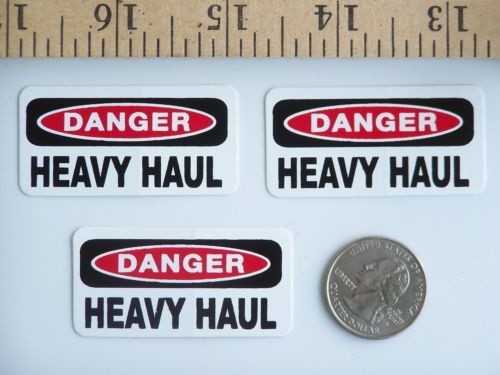 16 15 14 13
DANGER
HEAVY HAUL
DANGER
HEAVY HAUL
DANGER
HEAVY HAUL
UNITED STATES OF AMERICA
LIBERTY
QUARTER DOLLAR